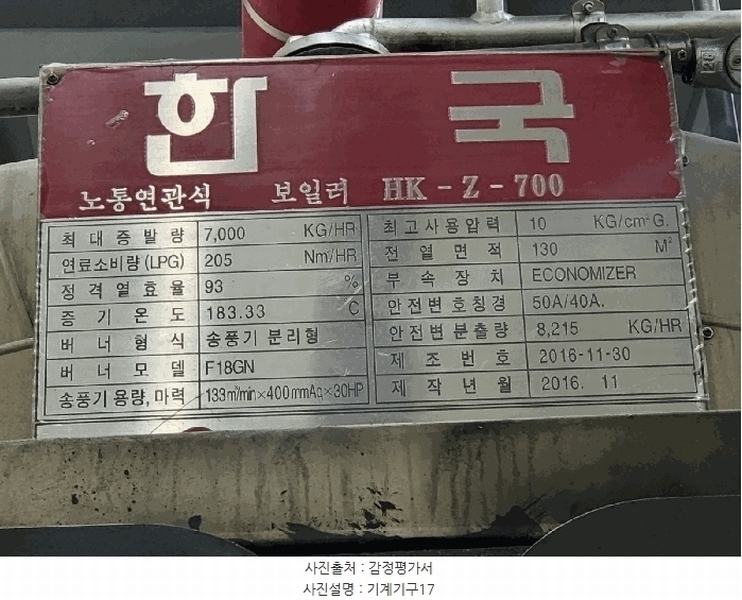 한국
노통연관식 보일러 HK - Z - 700
최대증발량 7,000 KG/HR 최고사용압력 10 KG/cm²G.
연료소비량(LPG) 205 Nm³/HR 전열면적 130 M²
정격열효율 93 % 부속장치 ECONOMIZER
증기온도 183.33 C 안전변호칭경 50A/40A.
버너형식 송풍기 분리형 안전변분출량 8,215 KG/HR
버너모델 F18GN 제조번호 2016-11-30
송풍기 용량, 마력 133m³/min×400mmAq×30HP 제작년월 2016. 11
사진출처 : 감정평가서
사진설명 : 기계기구17